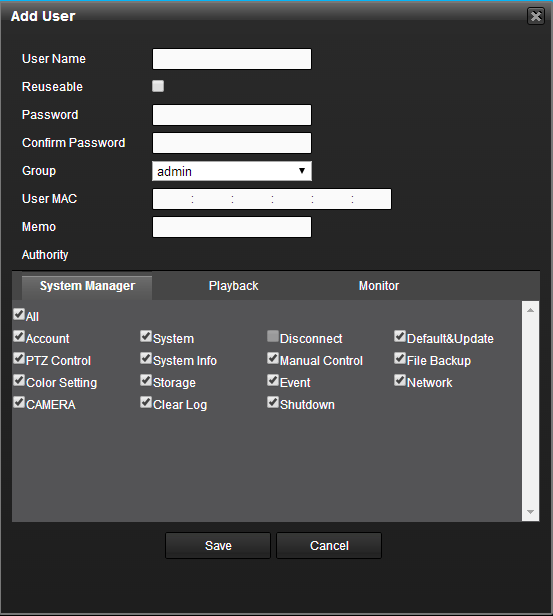 Add User
User Name
Reuseable
Password
Confirm Password
Group admin
User MAC : : : : :
Memo
Authority
System Manager Playback Monitor
All
Account System Disconnect Default&Update
PTZ Control System Info Manual Control File Backup
Color Setting Storage Event Network
CAMERA Clear Log Shutdown
Save Cancel